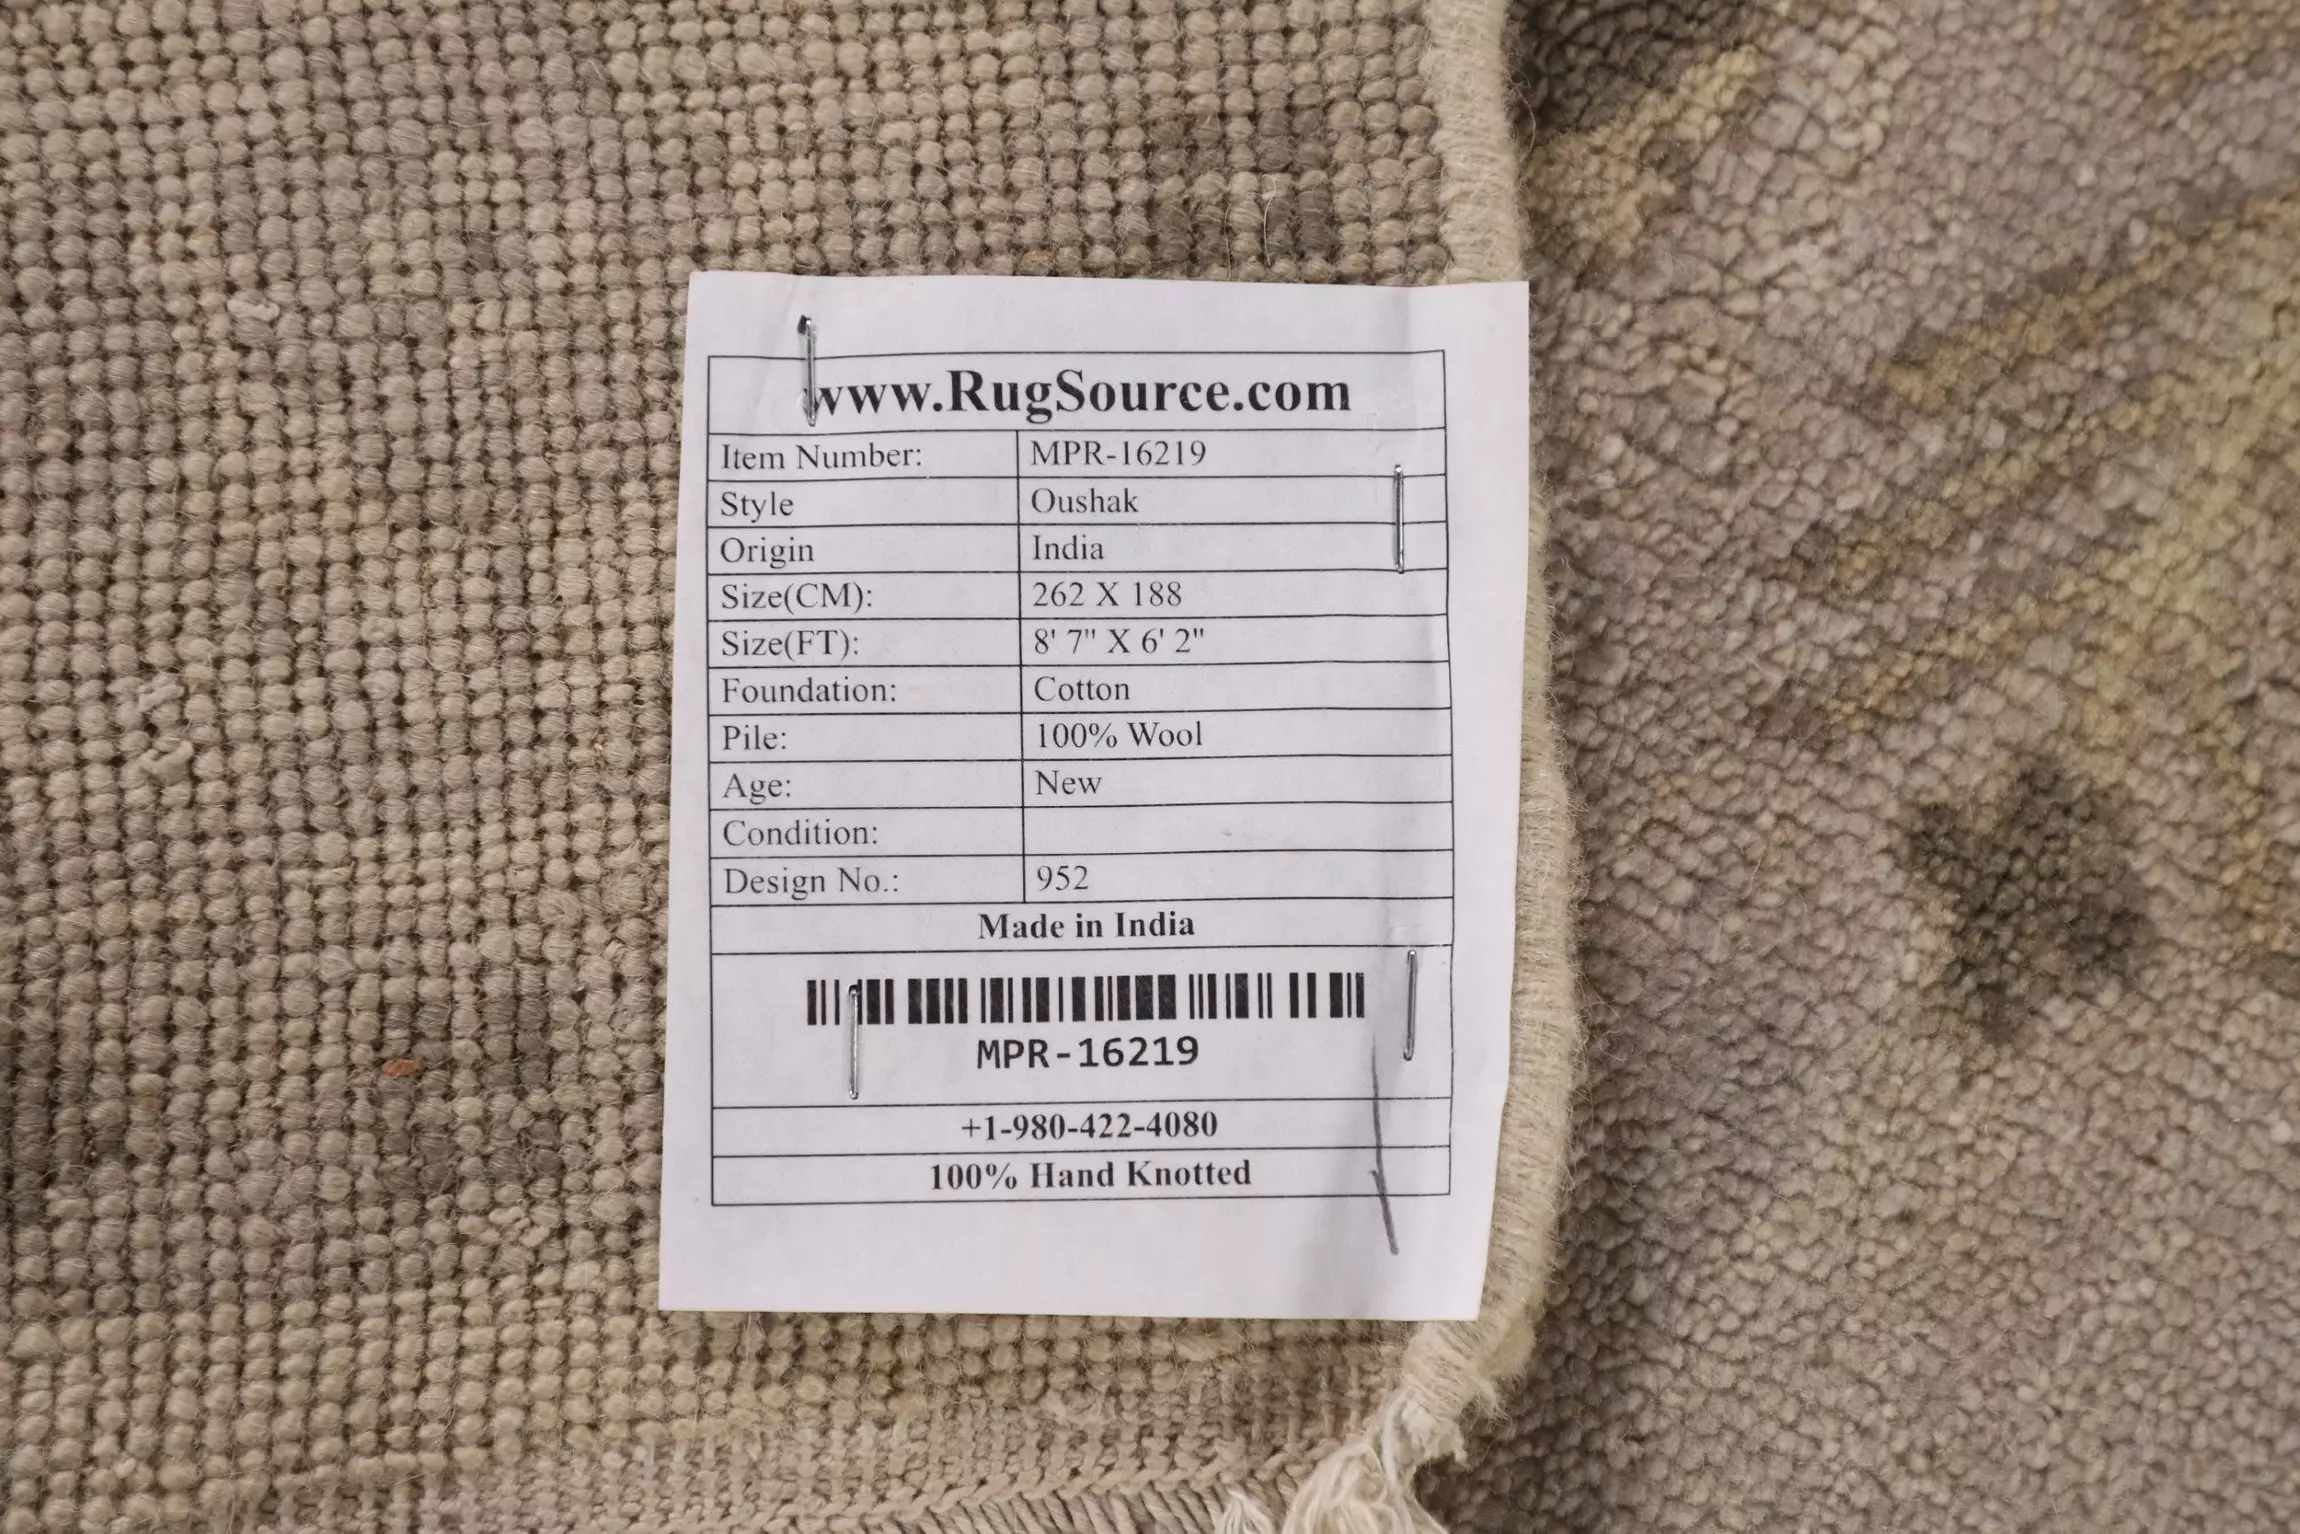 www.RugSource.com
Item Number: MPR-16219
Style Oushak
Origin India
Size(CM): 262 X 188
Size(FT): 8' 7" X 6' 2"
Foundation: Cotton
Pile: 100% Wool
Age: New
Condition:
Design No.: 952
Made in India
MPR-16219
+1-980-422-4080
100% Hand Knotted